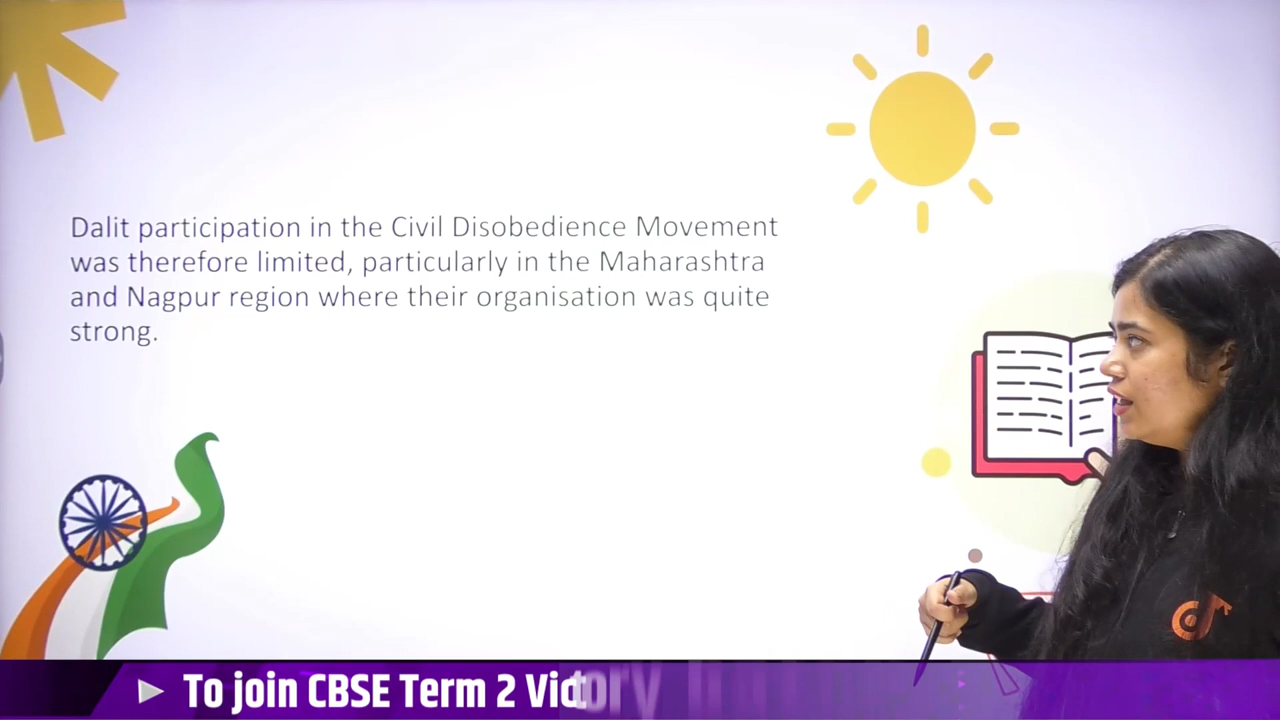 Dalit participation in the Civil Disobedience Movement
was therefore limited, particularly in the Maharashtra
and Nagpur region where their organisation was quite
strong.
To join CBSE Term 2 Victory